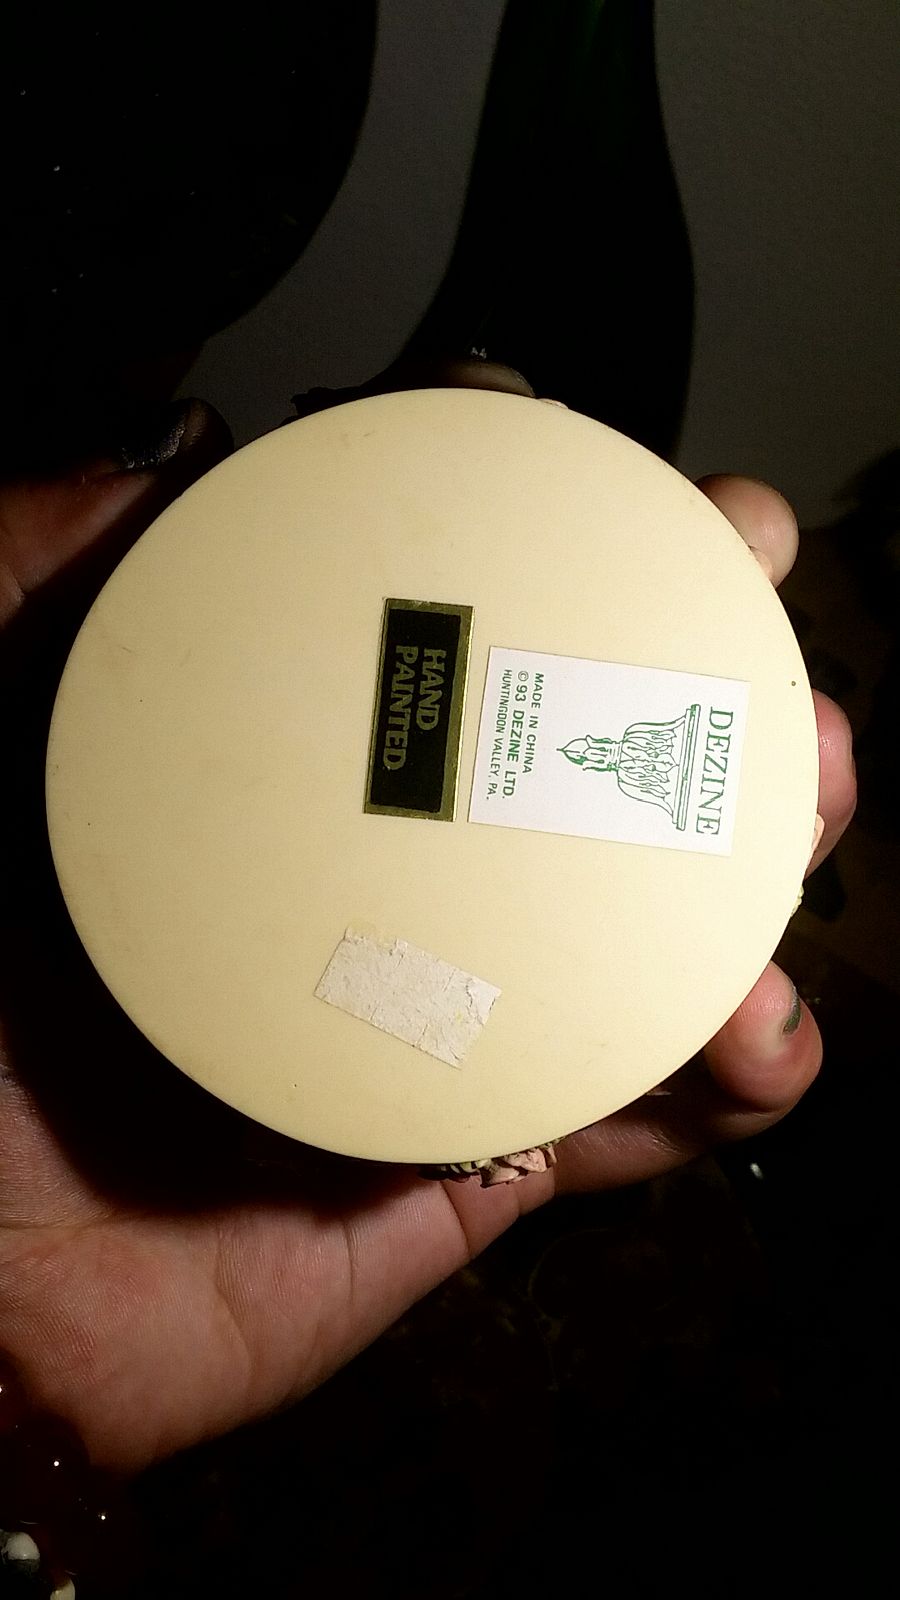 DEZINE
MADE IN CHINA
© 93 DEZINE LTD.
HUNTINGDON VALLEY, PA.
HAND
PAINTED